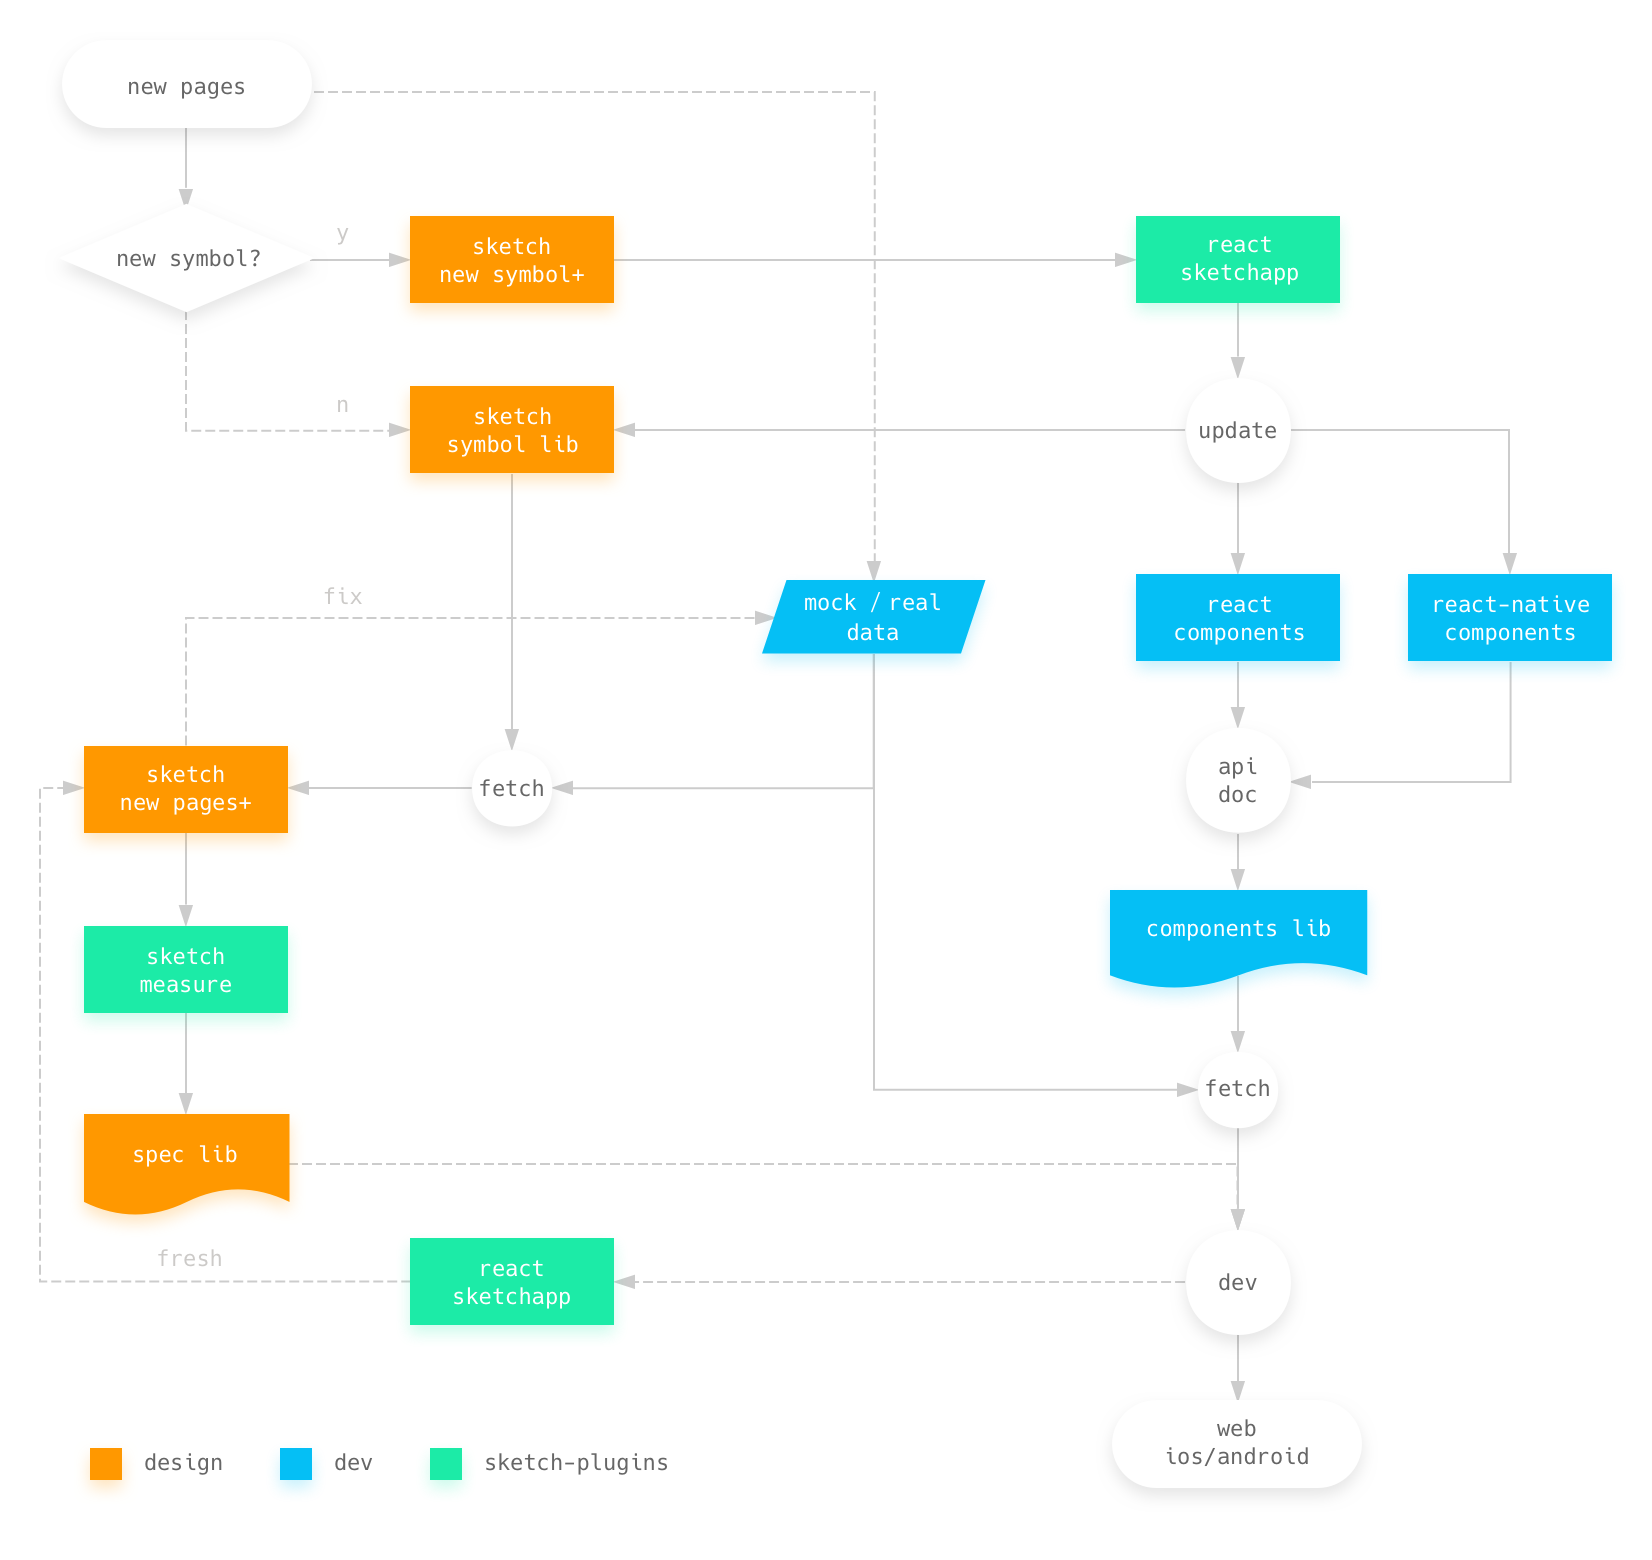 new pages
new symbol?
y
sketch
new symbol+
react
sketchapp
n
sketch
symbol lib
update
fix
mock / real
data
react
components
react-native
components
sketch
new pages+
fetch
api
doc
components lib
sketch
measure
fetch
spec lib
fresh
react
sketchapp
dev
web
ios/android
design
dev
sketch-plugins